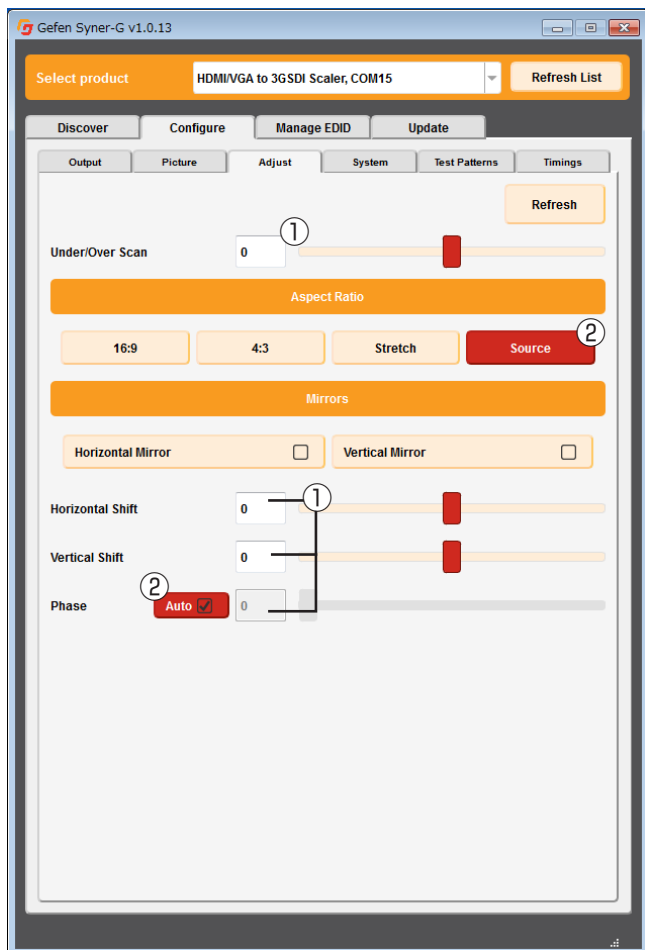 Gefen Syner-G v1.0.13
Select product HDMI/VGA to 3GSDI Scaler, COM15 Refresh List
Discover Configure Manage EDID Update
Output Picture Adjust System Test Patterns Timings
Refresh
Under/Over Scan 0 ①
Aspect Ratio
16:9 4:3 Stretch Source ②
Mirrors
Horizontal Mirror Vertical Mirror
Horizontal Shift 0 ①
Vertical Shift 0
Phase ② Auto 0